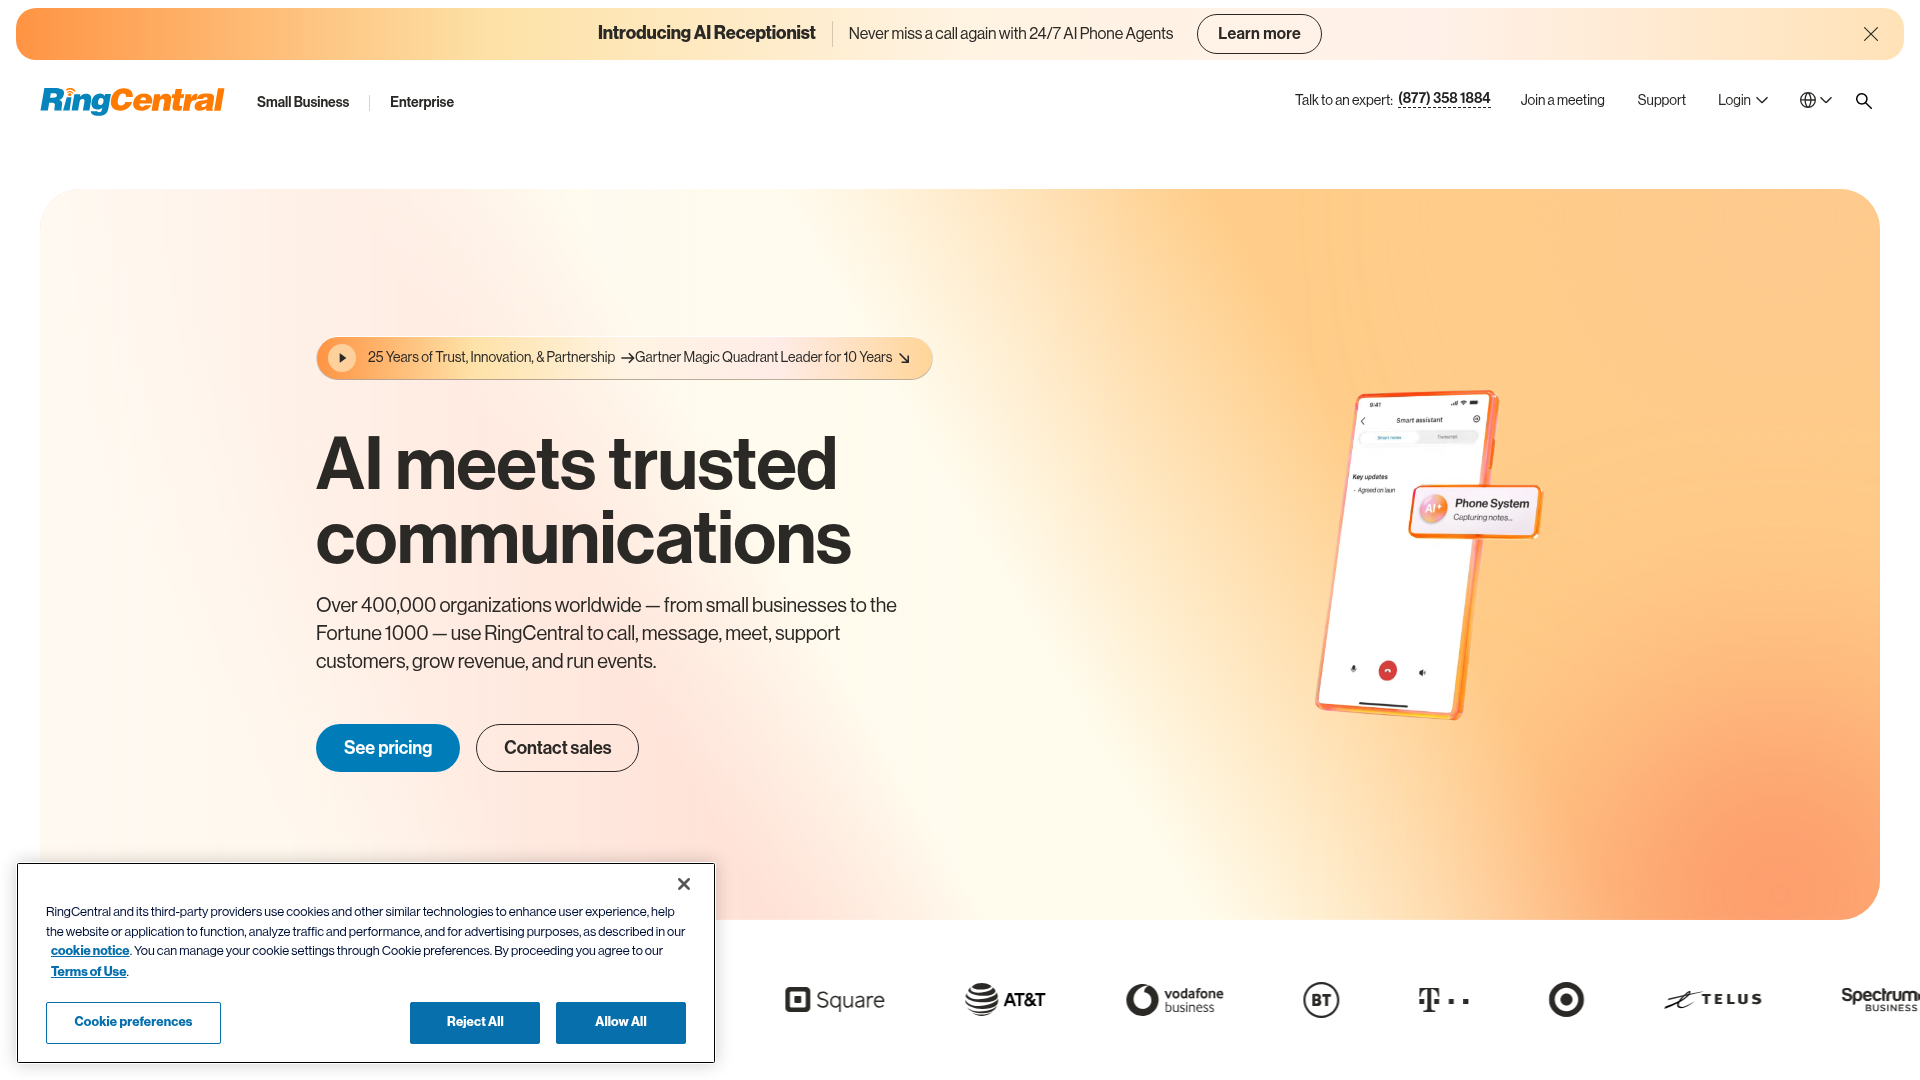 Introducing AI Receptionist
Never miss a call again with 24/7 AI Phone Agents
Learn more
RingCentral
Small Business
Enterprise
Talk to an expert: (877) 358 1884
Join a meeting
Support
Login
25 Years of Trust, Innovation, & Partnership
Gartner Magic Quadrant Leader for 10 Years
AI meets trusted
communications
Over 400,000 organizations worldwide — from small businesses to the
Fortune 1000 — use RingCentral to call, message, meet, support
customers, grow revenue, and run events.
See pricing
Contact sales
9:41
Smart assistant
Smart notes
Transcript
Key updates
- Agreed on laun
AI
Phone System
Capturing notes...
RingCentral and its third-party providers use cookies and other similar technologies to enhance user experience, help
the website or application to function, analyze traffic and performance, and for advertising purposes, as described in our
cookie notice. You can manage your cookie settings through Cookie preferences. By proceeding you agree to our
Terms of Use.
Cookie preferences
Reject All
Allow All
Square
AT&T
vodafone
business
BT
T
TELUS
Spectrum
BUSINESS